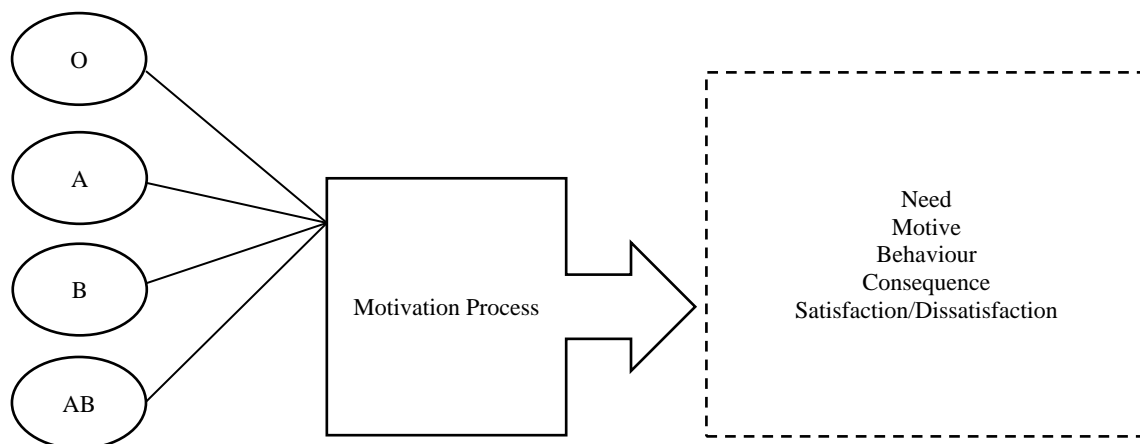 O
A
B
AB
Motivation Process
Need
Motive
Behaviour
Consequence
Satisfaction/Dissatisfaction